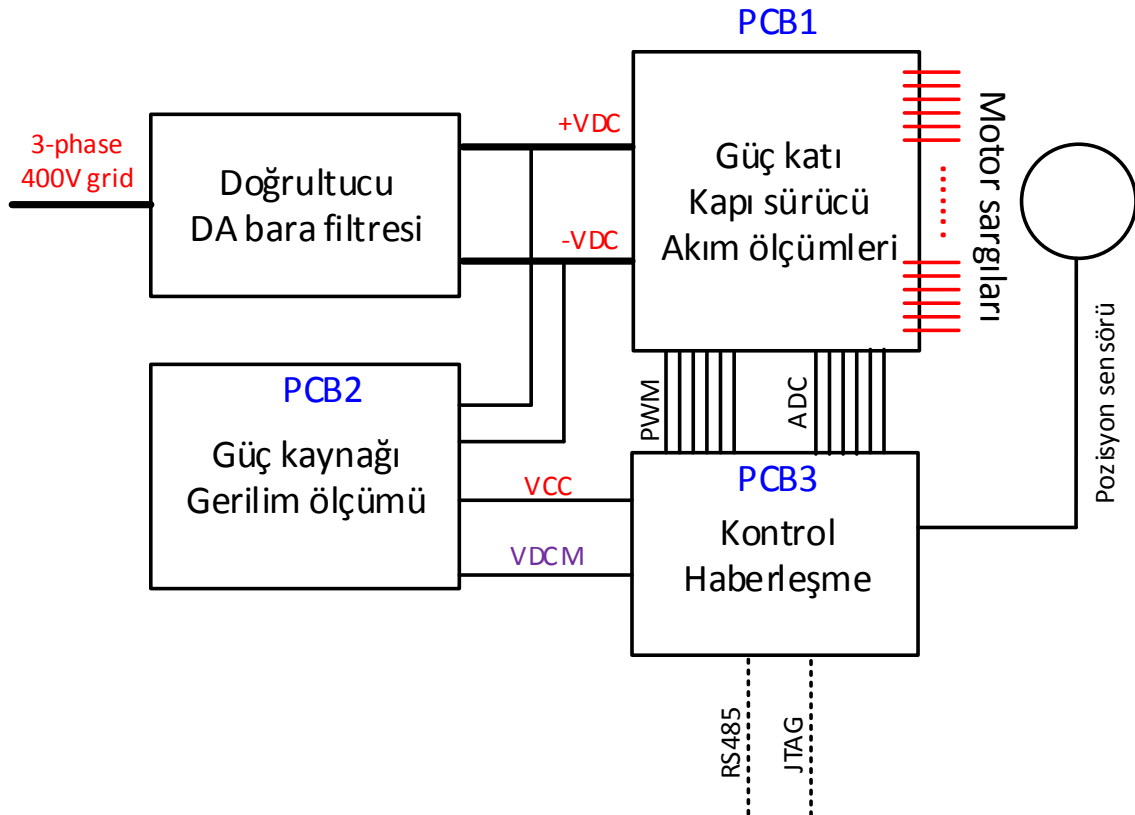 PCB1
3-phase
400V grid
Doğrultucu
DA bara filtresi
+VDC
-VDC
Güç katı
Kapı sürücü
Akım ölçümleri
Motor sargıları
Pozisyon sensörü
PCB2
Güç kaynağı
Gerilim ölçümü
VCC
VDCM
PWM
ADC
PCB3
Kontrol
Haberleşme
RS485
JTAG